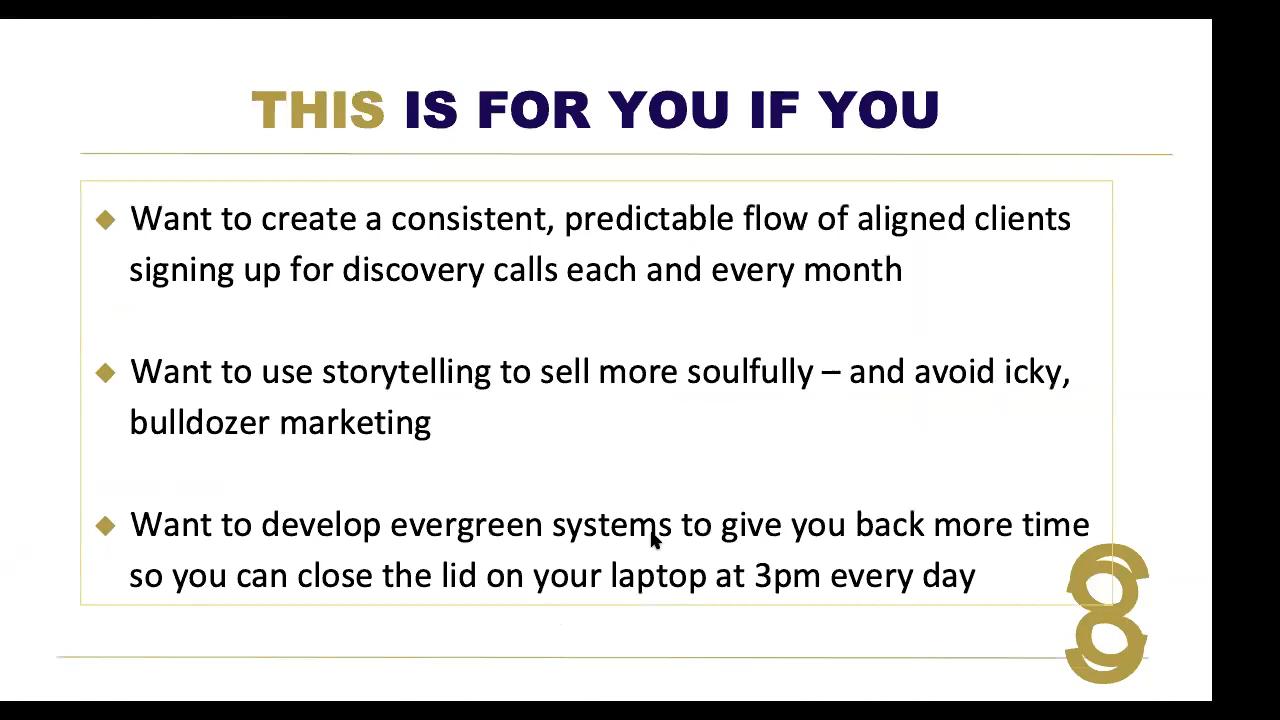 THIS IS FOR YOU IF YOU
Want to create a consistent, predictable flow of aligned clients
signing up for discovery calls each and every month
Want to use storytelling to sell more soulfully – and avoid icky,
bulldozer marketing
Want to develop evergreen systems to give you back more time
so you can close the lid on your laptop at 3pm every day